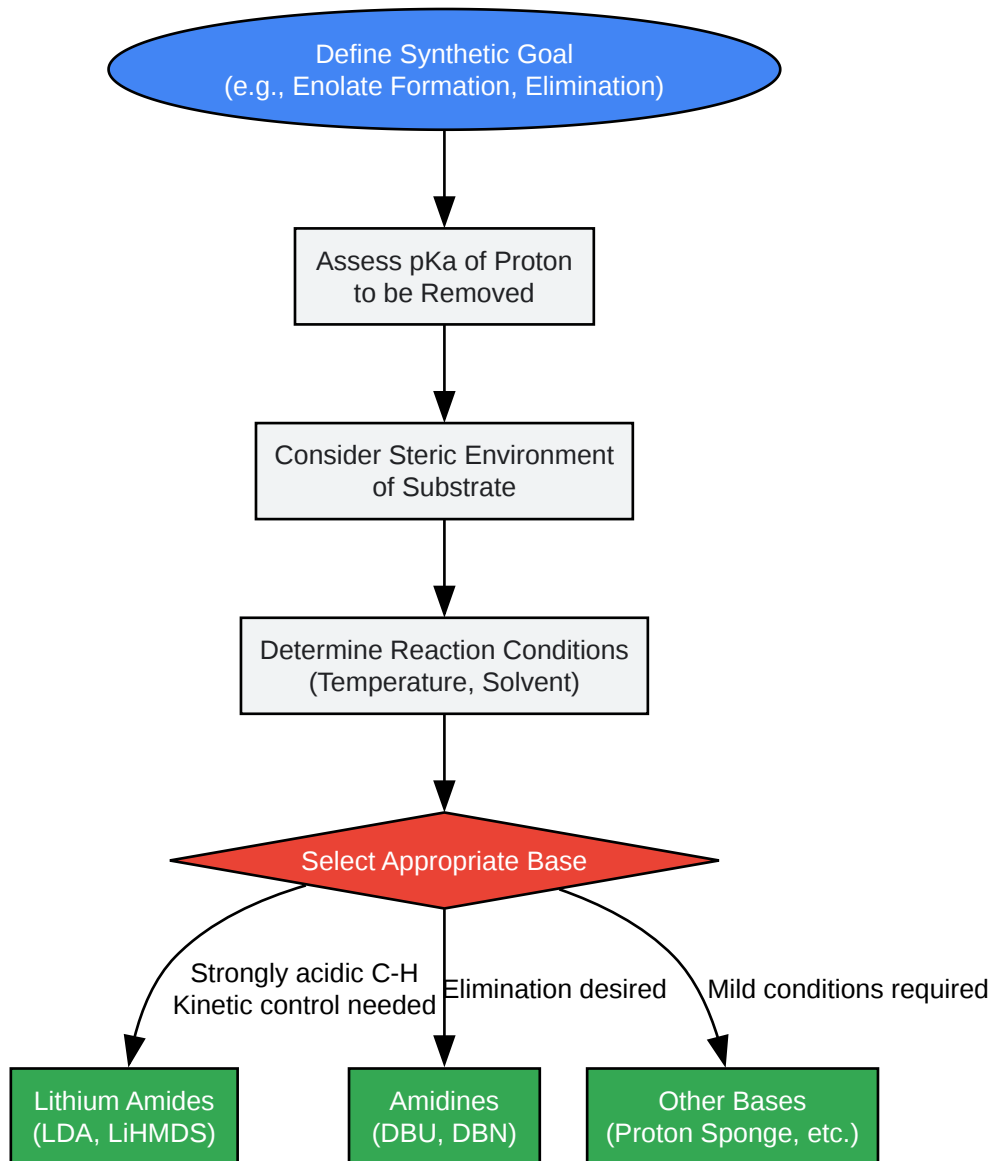 Define Synthetic Goal
(e.g., Enolate Formation, Elimination)
Assess pKa of Proton
to be Removed
Consider Steric Environment
of Substrate
Determine Reaction Conditions
(Temperature, Solvent)
Select Appropriate Base
Strongly acidic C-H
Kinetic control needed
Elimination desired
Mild conditions required
Lithium Amides
(LDA, LiHMDS)
Amidines
(DBU, DBN)
Other Bases
(Proton Sponge, etc.)